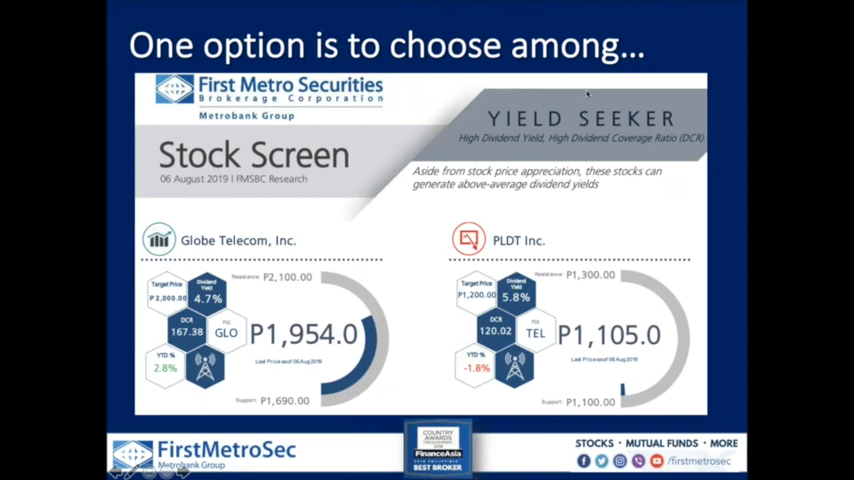 One option is to choose among...
First Metro Securities
Brokerage Corporation
Metrobank Group
YIELD SEEKER
High Dividend Yield, High Dividend Coverage Ratio (DCR)
Stock Screen
06 August 2019 I FMSBC Research
Aside from stock price appreciation, these stocks can
generate above-average dividend yields
Globe Telecom, Inc.
Resistance: P2,100.00
Target Price
P2,000.00
Dividend
Yield
4.7%
DCR
167.38
PSE:
GLO
P1,954.0
Last Price as of 06 Aug 2019
YTD %
2.8%
Support: P1,690.00
PLDT Inc.
Resistance: P1,300.00
Target Price
P1,200.00
Dividend
Yield
5.8%
DCR
120.02
PSE:
TEL
P1,105.0
Last Price as of 06 Aug 2019
YTD %
-1.8%
Support: P1,100.00
FirstMetroSec
Metrobank Group
COUNTRY
AWARDS
FinanceAsia
BEST BROKER
STOCKS · MUTUAL FUNDS · MORE
/firstmetrosec